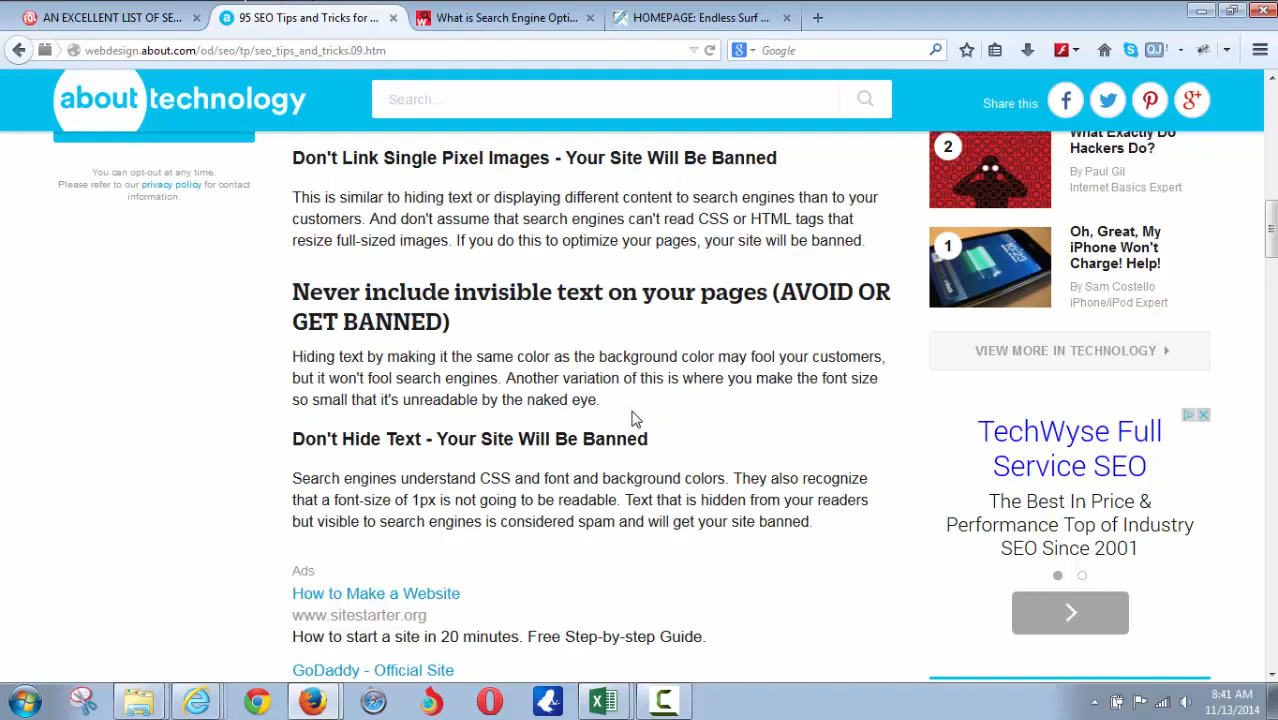 AN EXCELLENT LIST OF SE... ×
95 SEO Tips and Tricks for ... ×
What is Search Engine Opti... ×
HOMEPAGE: Endless Surf ... ×
webdesign.about.com/od/seo/tp/seo_tips_and_tricks.09.htm
Google
about technology
Search...
Share this
You can opt-out at any time.
Please refer to our privacy policy for contact
information.
Don't Link Single Pixel Images - Your Site Will Be Banned
This is similar to hiding text or displaying different content to search engines than to your
customers. And don't assume that search engines can't read CSS or HTML tags that
resize full-sized images. If you do this to optimize your pages, your site will be banned.
Never include invisible text on your pages (AVOID OR
GET BANNED)
Hiding text by making it the same color as the background color may fool your customers,
but it won't fool search engines. Another variation of this is where you make the font size
so small that it's unreadable by the naked eye.
Don't Hide Text - Your Site Will Be Banned
Search engines understand CSS and font and background colors. They also recognize
that a font-size of 1px is not going to be readable. Text that is hidden from your readers
but visible to search engines is considered spam and will get your site banned.
Ads
How to Make a Website
www.sitestarter.org
How to start a site in 20 minutes. Free Step-by-step Guide.
GoDaddy - Official Site
2
What Exactly Do
Hackers Do?
By Paul Gil
Internet Basics Expert
1
Oh, Great, My
iPhone Won't
Charge! Help!
By Sam Costello
iPhone/iPod Expert
VIEW MORE IN TECHNOLOGY
TechWyse Full
Service SEO
The Best In Price &
Performance Top of Industry
SEO Since 2001
8:41 AM
11/13/2014